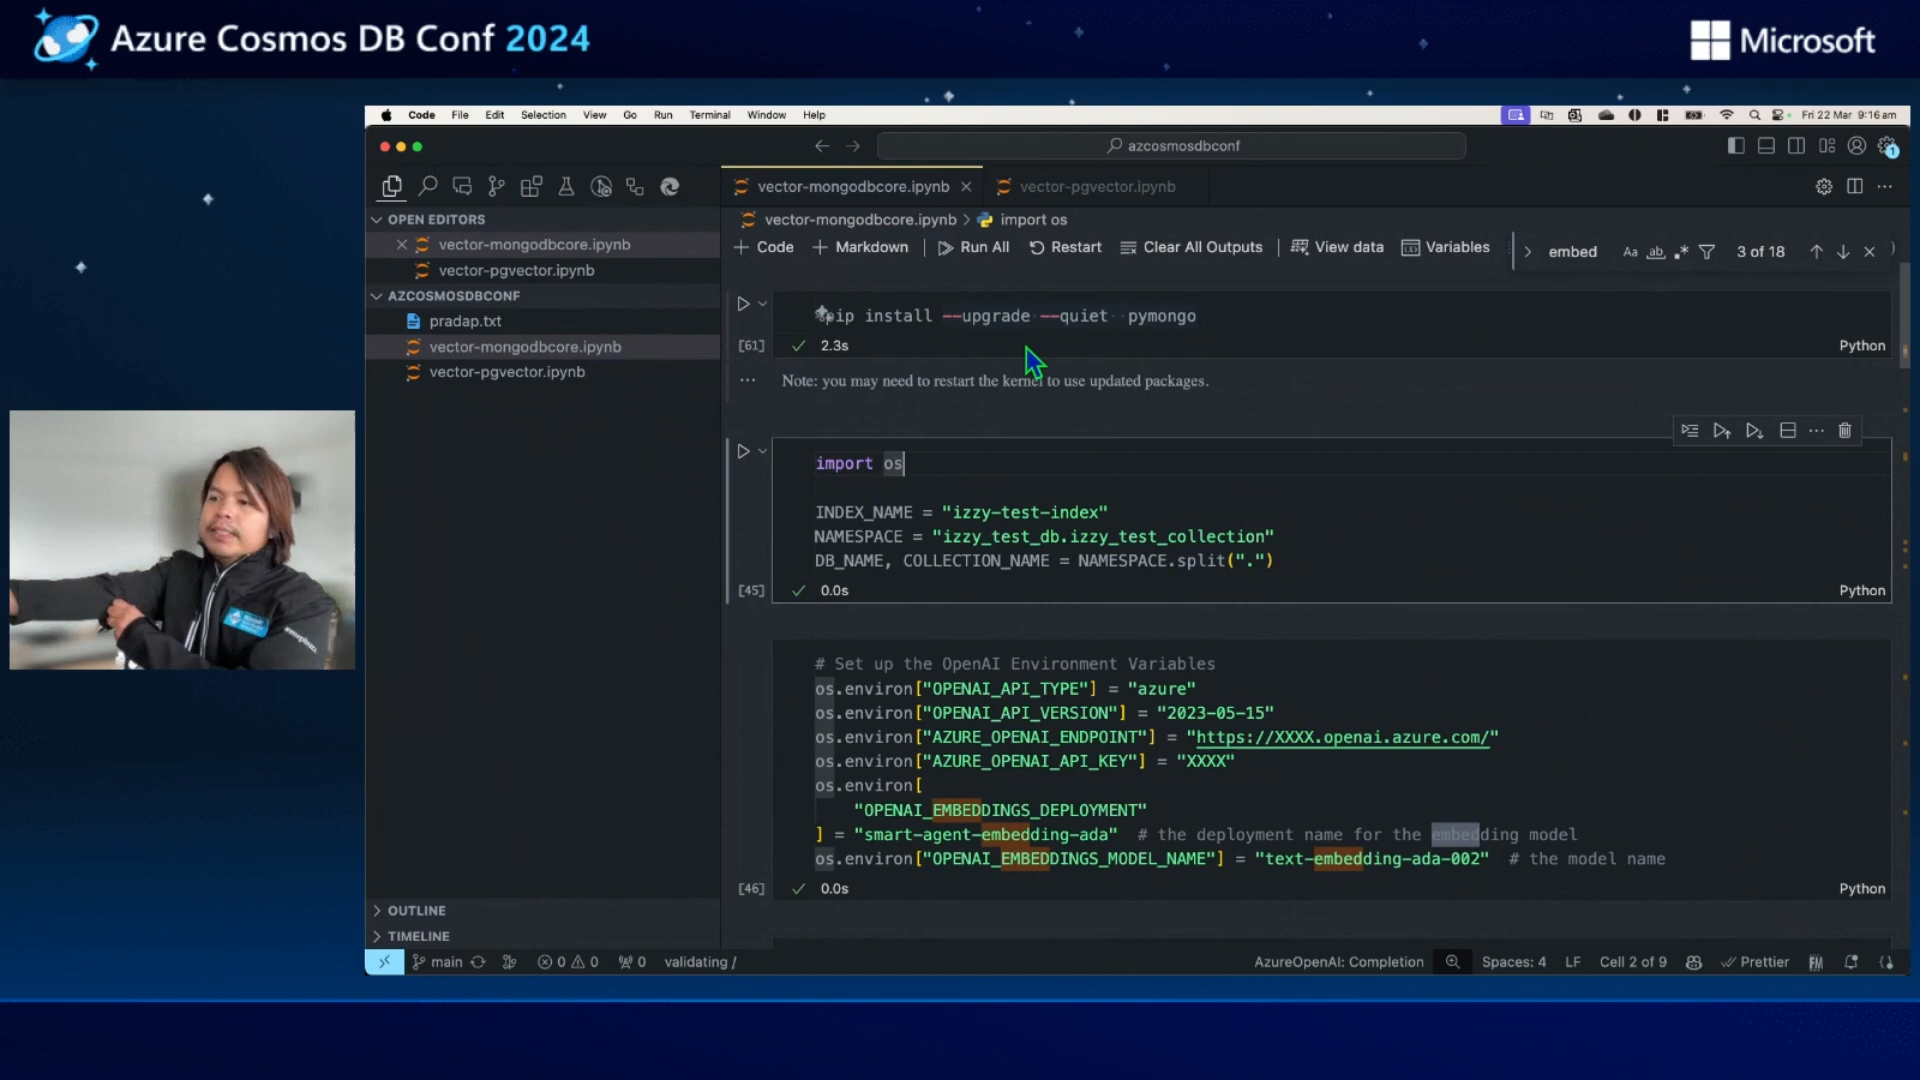 Azure Cosmos DB Conf 2024
Microsoft
Code File Edit Selection View Go Run Terminal Window Help
Fri 22 Mar 9:16 am
azcosmosdbconf
1
vector-mongodbcore.ipynb
vector-pgvector.ipynb
OPEN EDITORS
vector-mongodbcore.ipynb
vector-pgvector.ipynb
AZCOSMOSDBCONF
pradap.txt
vector-mongodbcore.ipynb
vector-pgvector.ipynb
OUTLINE
TIMELINE
vector-mongodbcore.ipynb > import os
+ Code + Markdown Run All Restart Clear All Outputs View data Variables
embed Aa ab 3 of 18
pip install --upgrade --quiet pymongo
[61] 2.3s Python
Note: you may need to restart the kernel to use updated packages.
import os
INDEX_NAME = "izzy-test-index"
NAMESPACE = "izzy_test_db.izzy_test_collection"
DB_NAME, COLLECTION_NAME = NAMESPACE.split(".")
[45] 0.0s Python
# Set up the OpenAI Environment Variables
os.environ["OPENAI_API_TYPE"] = "azure"
os.environ["OPENAI_API_VERSION"] = "2023-05-15"
os.environ["AZURE_OPENAI_ENDPOINT"] = "https://XXXX.openai.azure.com/"
os.environ["AZURE_OPENAI_API_KEY"] = "XXXX"
os.environ[
"OPENAI_EMBEDDINGS_DEPLOYMENT"
] = "smart-agent-embedding-ada" # the deployment name for the embedding model
os.environ["OPENAI_EMBEDDINGS_MODEL_NAME"] = "text-embedding-ada-002" # the model name
[46] 0.0s Python
main 0 0 0 validating /
AzureOpenAI: Completion Spaces: 4 LF Cell 2 of 9 Prettier